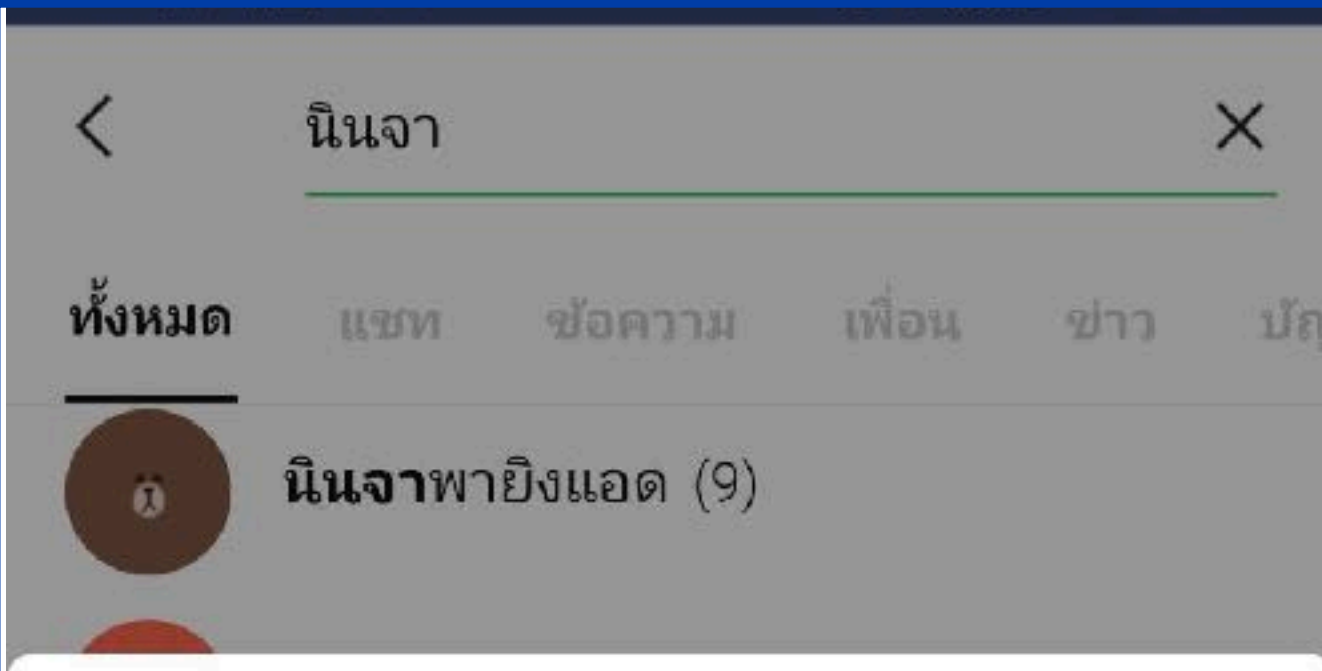 นินจา
ทั้งหมด แชท ข้อความ เพื่อน ข่าว
นินจาพายิงแอด (9)